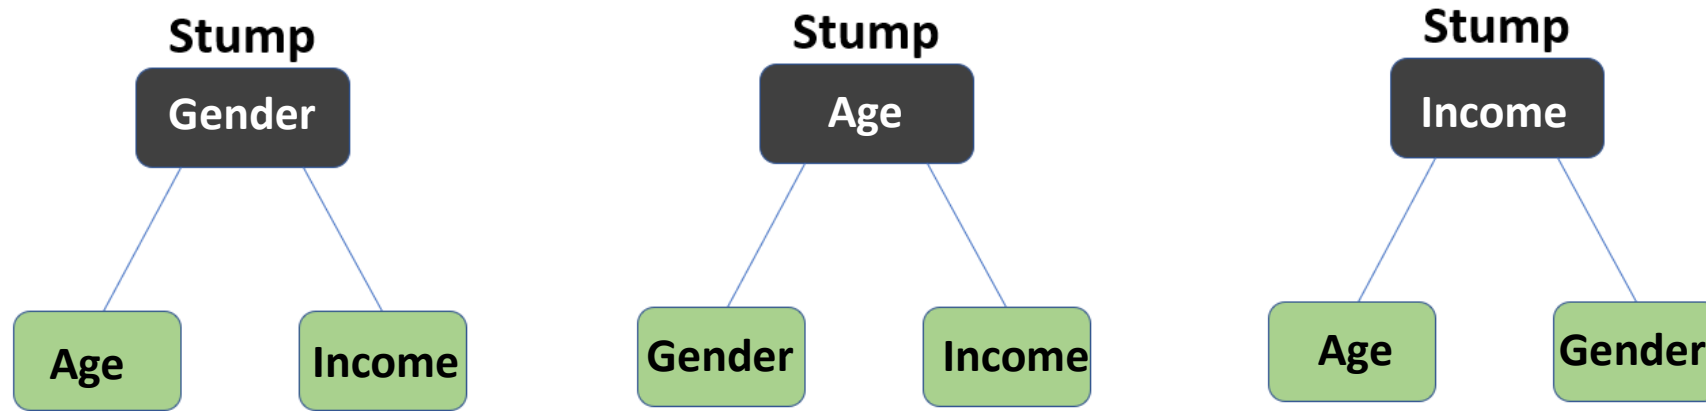 Stump
Gender
Age
Income
Stump
Age
Gender
Income
Stump
Income
Age
Gender